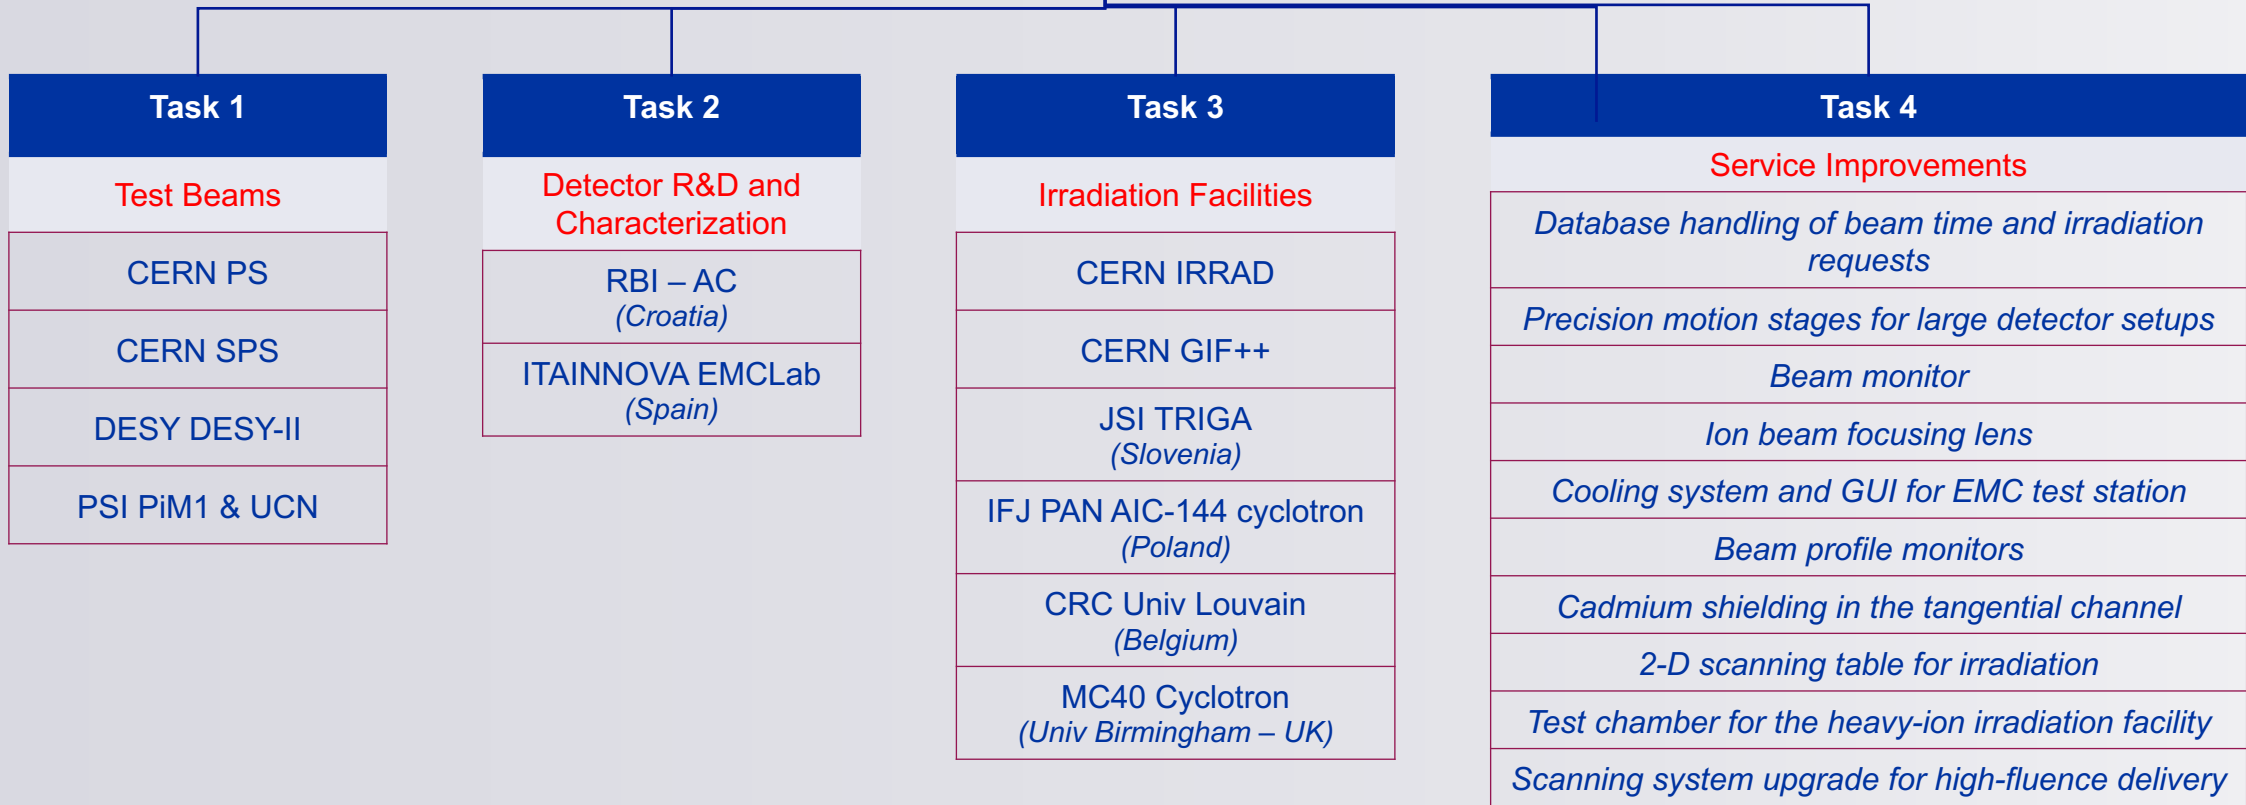 Task 1
Test Beams
CERN PS
CERN SPS
DESY DESY-II
PSI PiM1 & UCN
Task 2
Detector R&D and
Characterization
RBI – AC
(Croatia)
ITAINNOVA EMCLab
(Spain)
Task 3
Irradiation Facilities
CERN IRRAD
CERN GIF++
JSI TRIGA
(Slovenia)
IFJ PAN AIC-144 cyclotron
(Poland)
CRC Univ Louvain
(Belgium)
MC40 Cyclotron
(Univ Birmingham – UK)
Task 4
Service Improvements
Database handling of beam time and irradiation
requests
Precision motion stages for large detector setups
Beam monitor
Ion beam focusing lens
Cooling system and GUI for EMC test station
Beam profile monitors
Cadmium shielding in the tangential channel
2-D scanning table for irradiation
Test chamber for the heavy-ion irradiation facility
Scanning system upgrade for high-fluence delivery